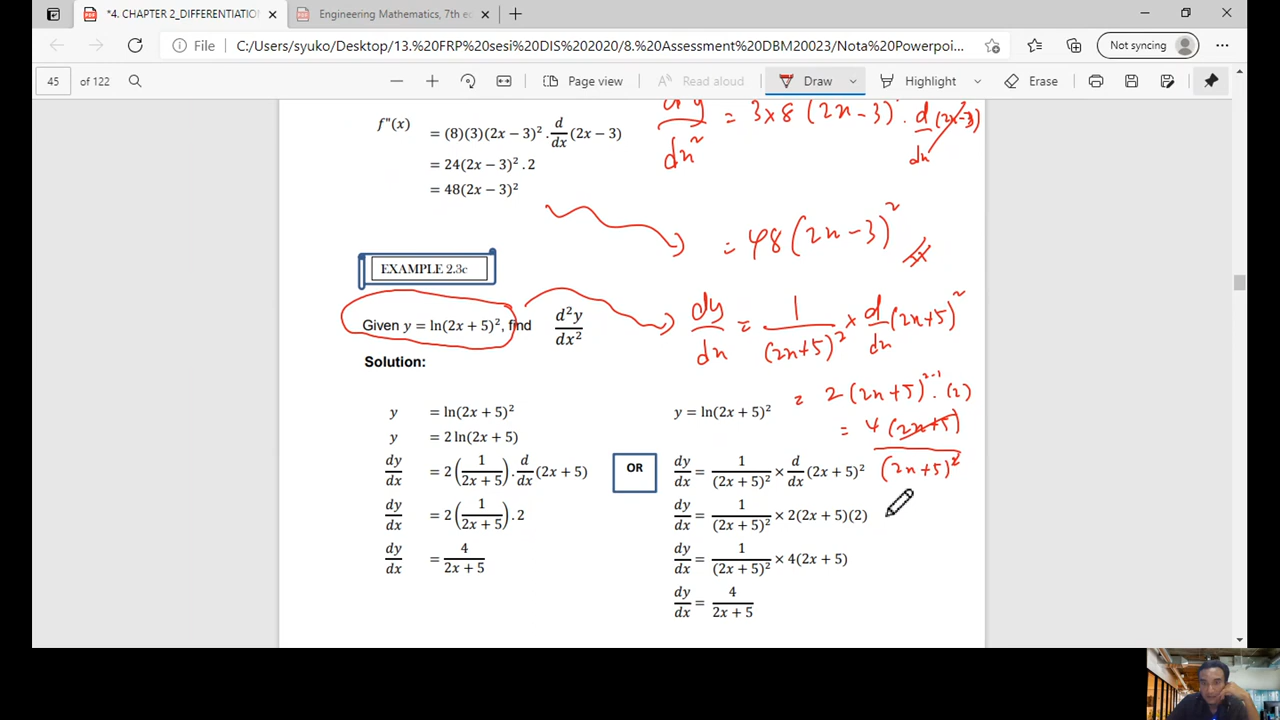 *4. CHAPTER 2_DIFFERENTIATION
Engineering Mathematics, 7th ed
File C:/Users/syuko/Desktop/13.%20FRP%20sesi%20DIS%202020/8.%20Assessment%20DBM20023/Nota%20Powerpoi... Not syncing
45 of 122 Page view Read aloud Draw Highlight Erase
f"(x)
= (8)(3)(2x − 3)² . d/dx (2x − 3)
= 24(2x − 3)² . 2
= 48(2x − 3)²
dx² = 3×8 (2x − 3) . d/dx (2x−3)
= 48 (2x − 3)²
EXAMPLE 2.3c
Given y = ln(2x + 5)², find d²y/dx²
dy/dx = 1/(2x+5)² × d/dx (2x+5)²
Solution:
= 2 (2x+5)²⁻¹ . (2)
= 4 (2x+5)
(2x+5)²
y = ln(2x + 5)²
y = 2 ln(2x + 5)
dy/dx = 2 (1/(2x + 5)) . d/dx (2x + 5)
dy/dx = 2 (1/(2x + 5)) . 2
dy/dx = 4/(2x + 5)
OR
y = ln(2x + 5)²
dy/dx = 1/(2x + 5)² × d/dx (2x + 5)²
dy/dx = 1/(2x + 5)² × 2(2x + 5)(2)
dy/dx = 1/(2x + 5)² × 4(2x + 5)
dy/dx = 4/(2x + 5)